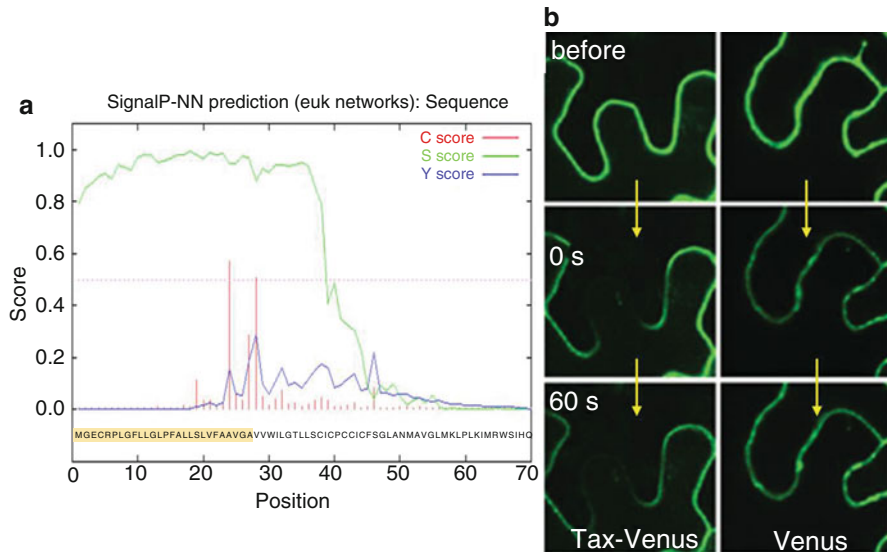 a
SignalP-NN prediction (euk networks): Sequence
C score
S score
Y score
Score
1.0
0.8
0.6
0.4
0.2
0.0
MGECRPLGFLLGLPFALLSLVFAAVGAVVVWILGTLLSCICPCCICFSGLANMAVGLMKLPLKIMRWSIHQ
0 10 20 30 40 50 60 70
Position
b
before
0 s
60 s
Tax-Venus Venus